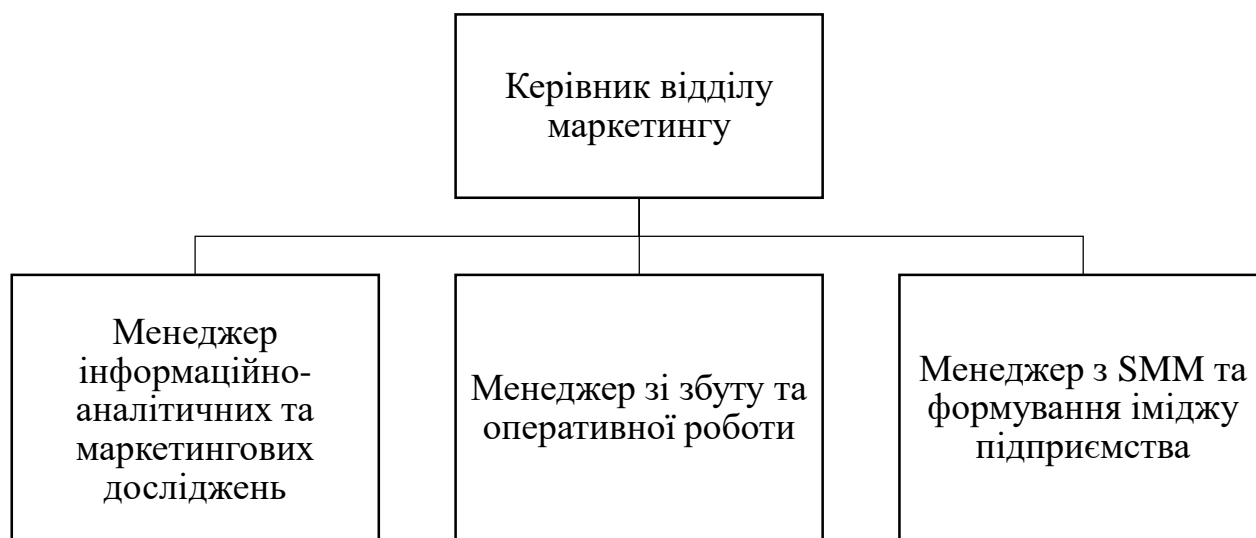 Керівник відділу
маркетингу
Менеджер
інформаційно-
аналітичних та
маркетингових
досліджень
Менеджер зі збуту та
оперативної роботи
Менеджер з SMM та
формування іміджу
підприємства